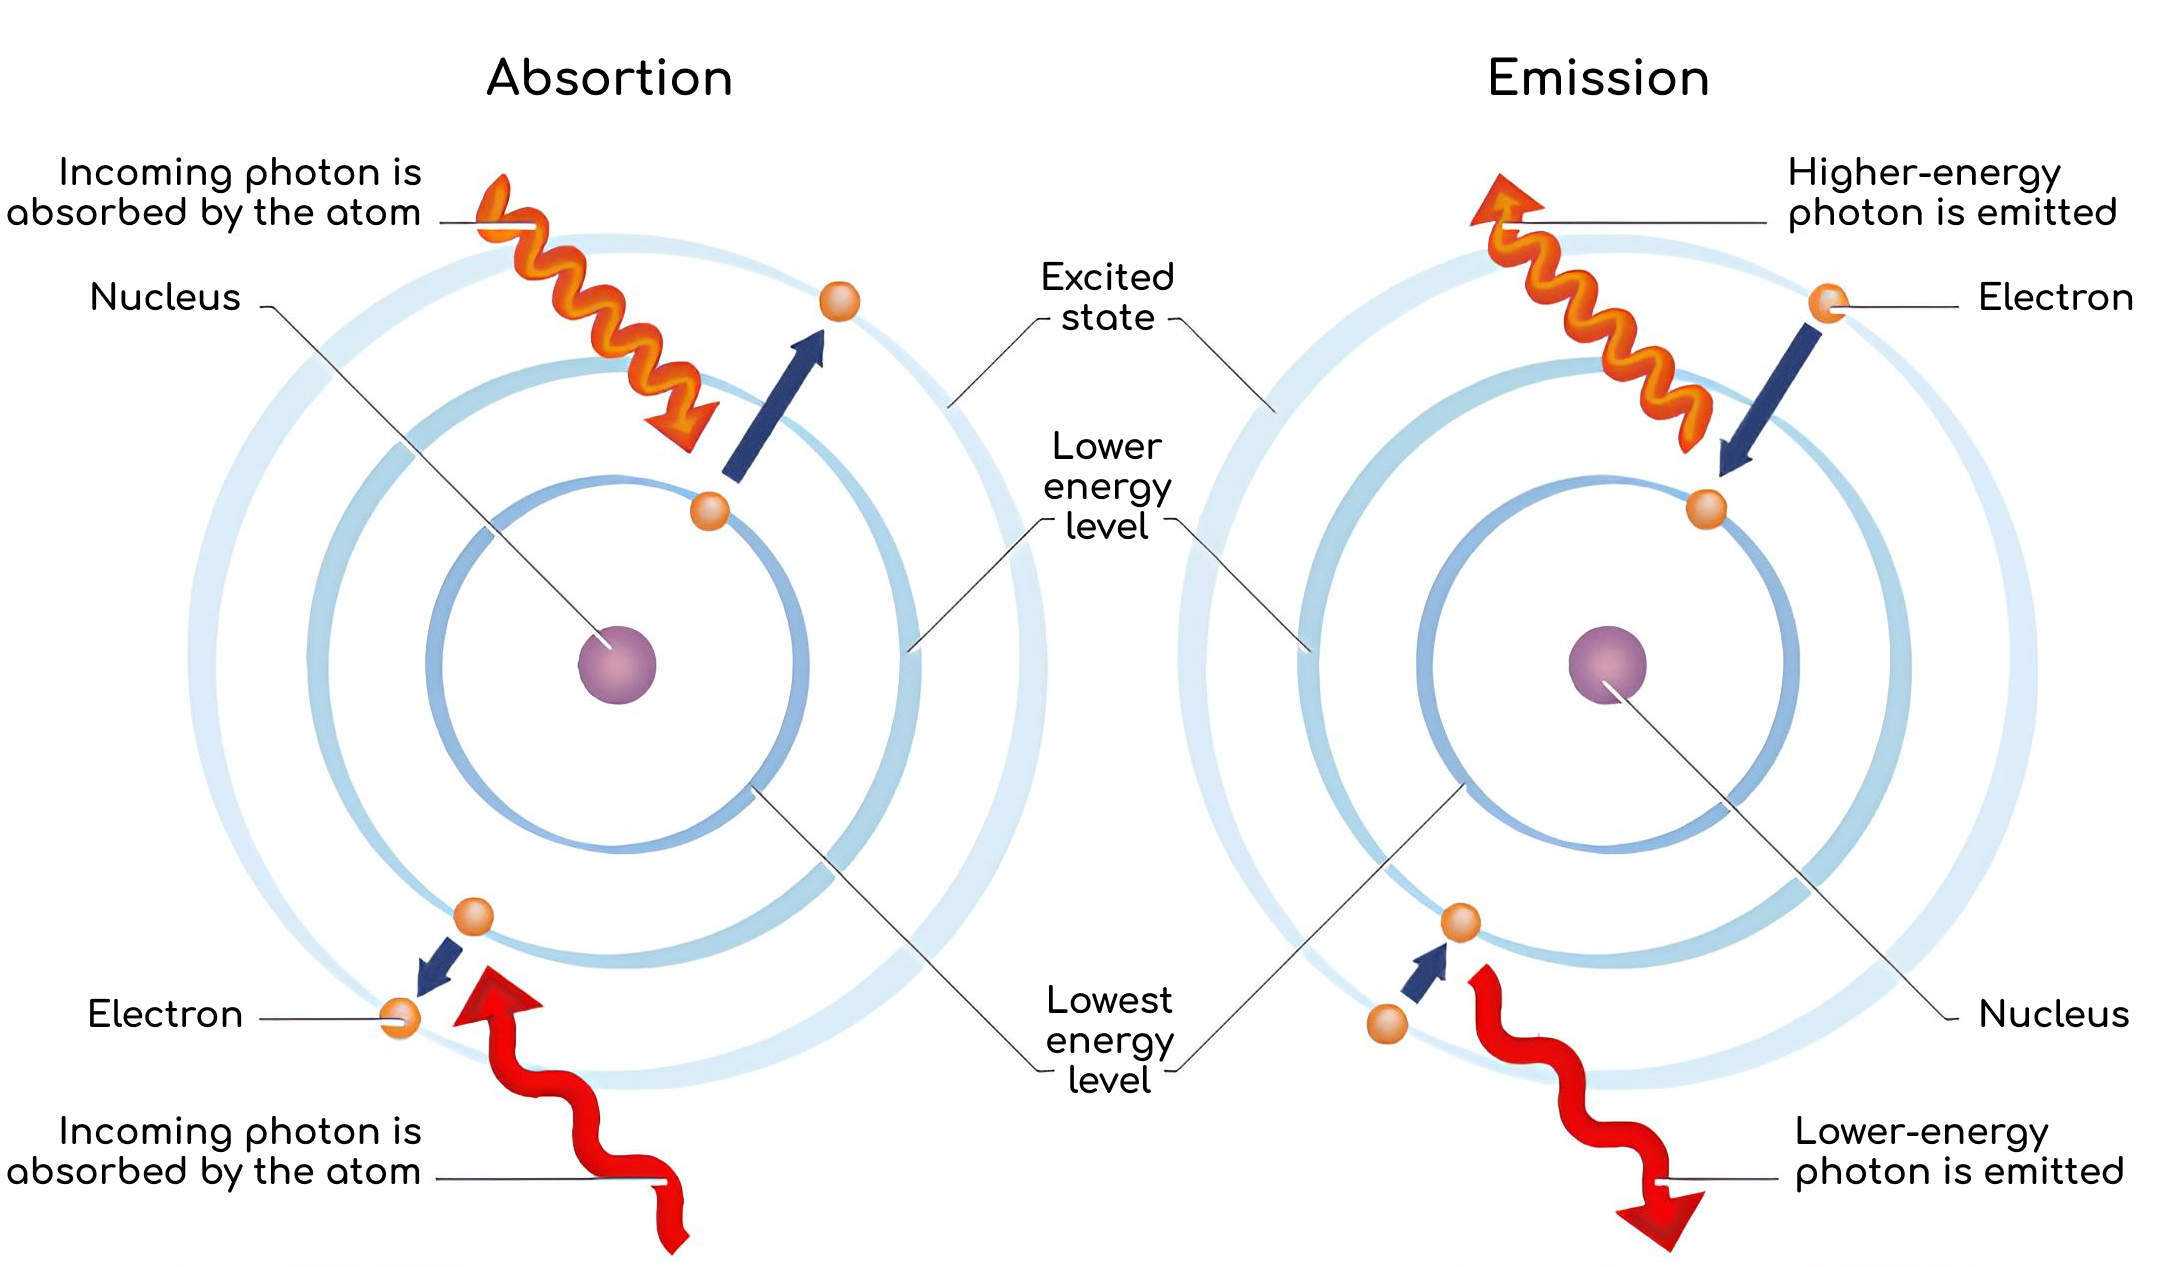 Absortion
Emission
Incoming photon is
absorbed by the atom
Higher-energy
photon is emitted
Nucleus
Excited
state
Electron
Lower
energy
level
Electron
Lowest
energy
level
Nucleus
Incoming photon is
absorbed by the atom
Lower-energy
photon is emitted